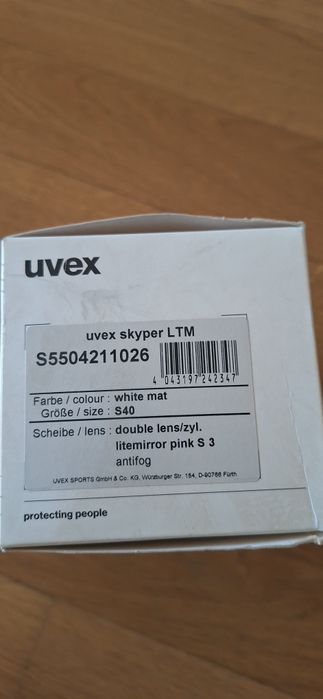 uvex
uvex skyper LTM
S5504211026
4 043197 242347
Farbe / colour : white mat
Größe / size : S40
Scheibe / lens : double lens/zyl.
litemirror pink S 3
antifog
UVEX SPORTS GmbH & Co. KG. Würzburger Str. 154, D-90766 Fürth
protecting people